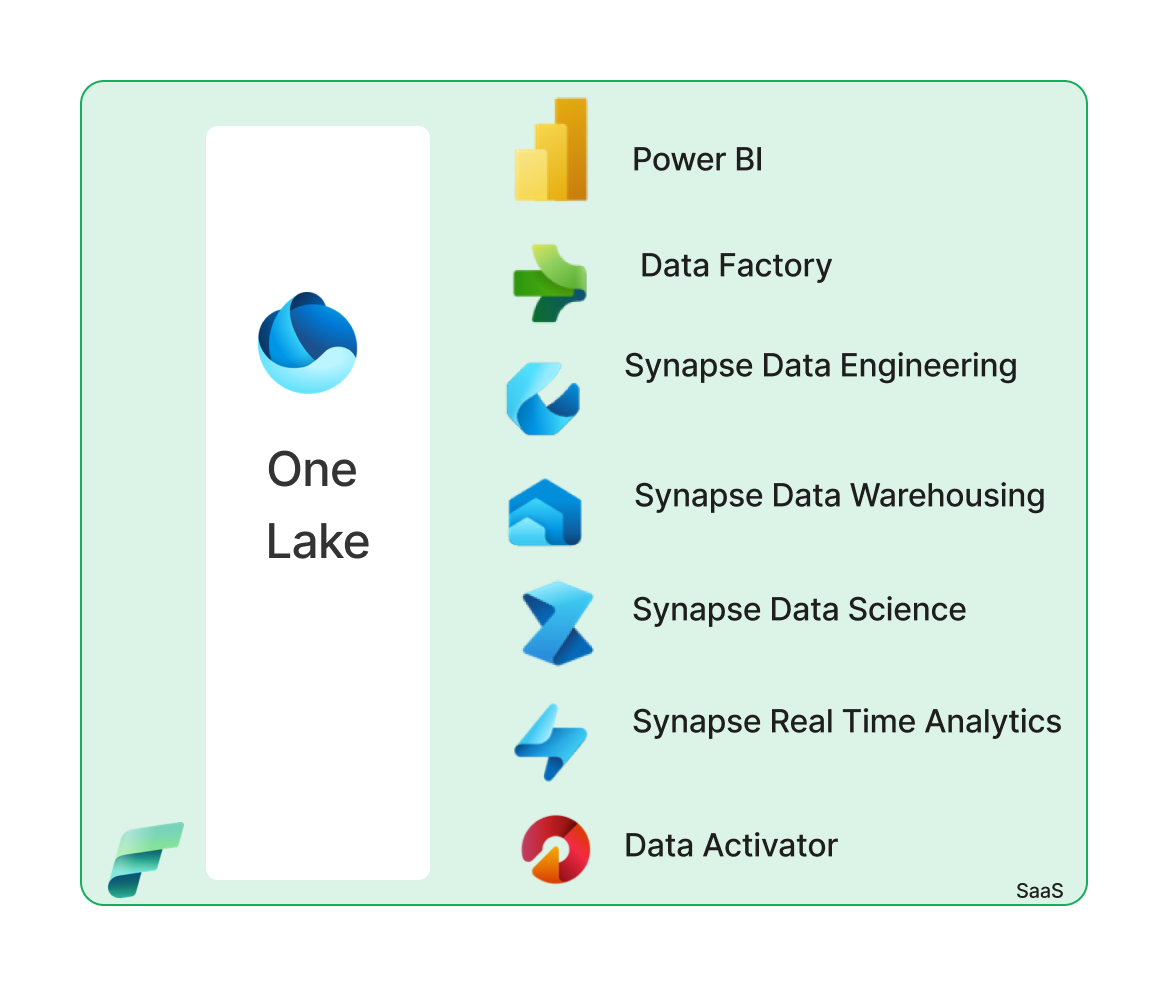 One
Lake
Power BI
Data Factory
Synapse Data Engineering
Synapse Data Warehousing
Synapse Data Science
Synapse Real Time Analytics
Data Activator
SaaS